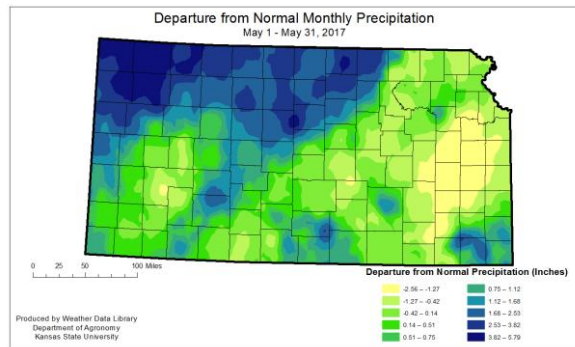 Departure from Normal Monthly Precipitation
May 1 - May 31, 2017
0 25 50 100 Miles
Departure from Normal Precipitation (Inches)
-2.56 – -1.27
-1.27 – -0.42
-0.42 – 0.14
0.14 – 0.51
0.51 – 0.75
0.75 – 1.12
1.12 – 1.68
1.68 – 2.53
2.53 – 3.82
3.82 – 5.79
Produced by Weather Data Library
Department of Agronomy
Kansas State University